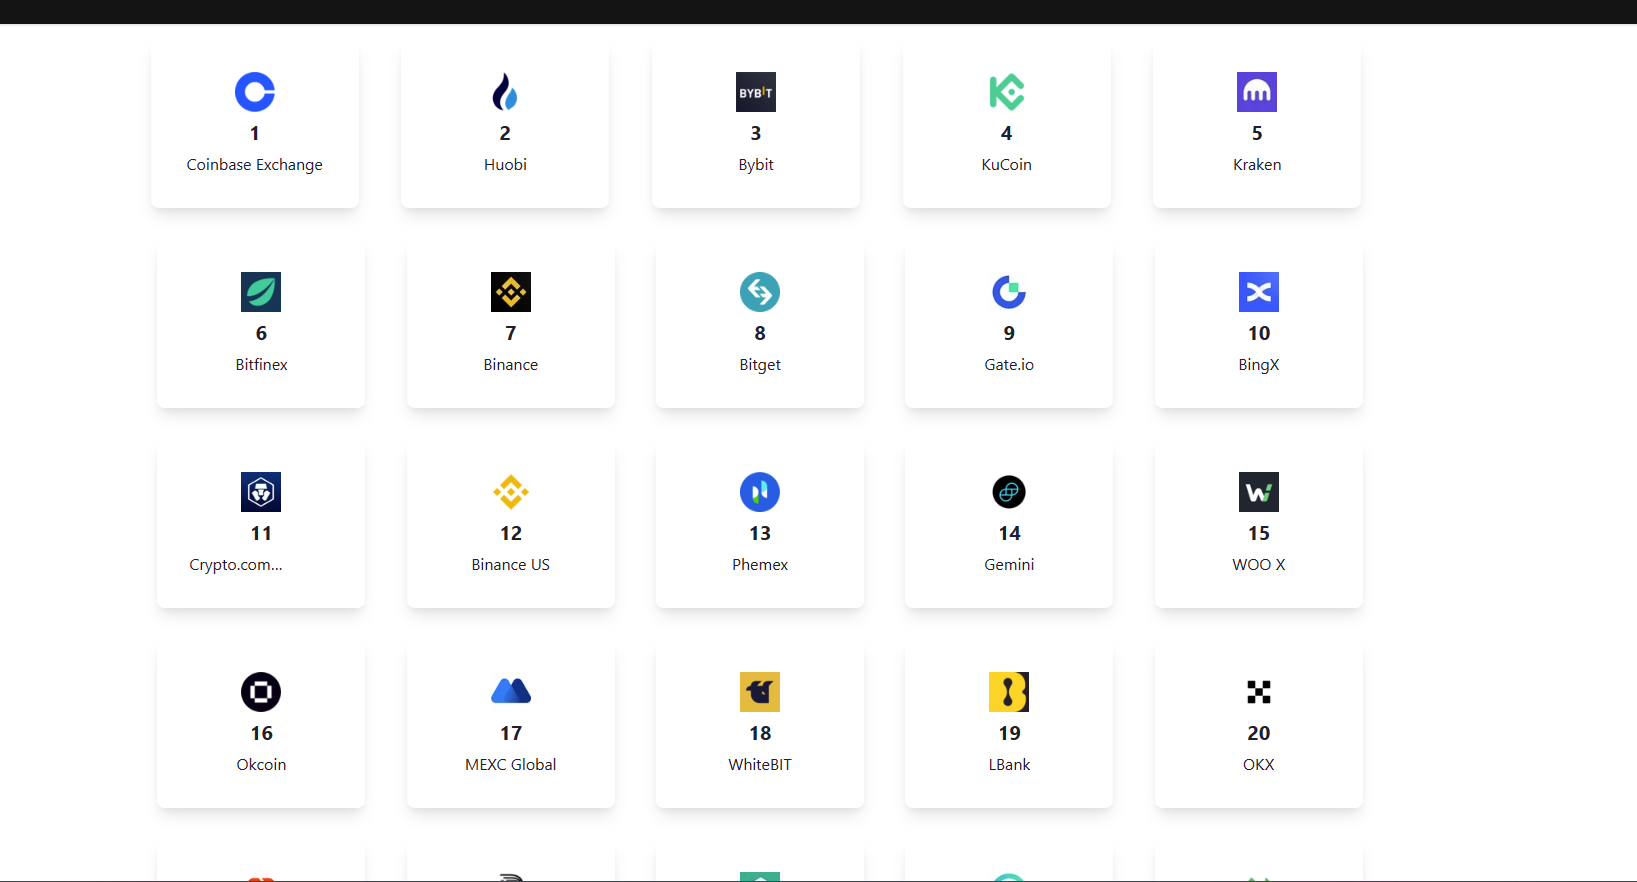 BYBIT
1
2
3
4
5
Coinbase Exchange
Huobi
Bybit
KuCoin
Kraken
6
7
8
9
10
Bitfinex
Binance
Bitget
Gate.io
BingX
11
12
13
14
15
Crypto.com...
Binance US
Phemex
Gemini
WOO X
16
17
18
19
20
Okcoin
MEXC Global
WhiteBIT
LBank
OKX